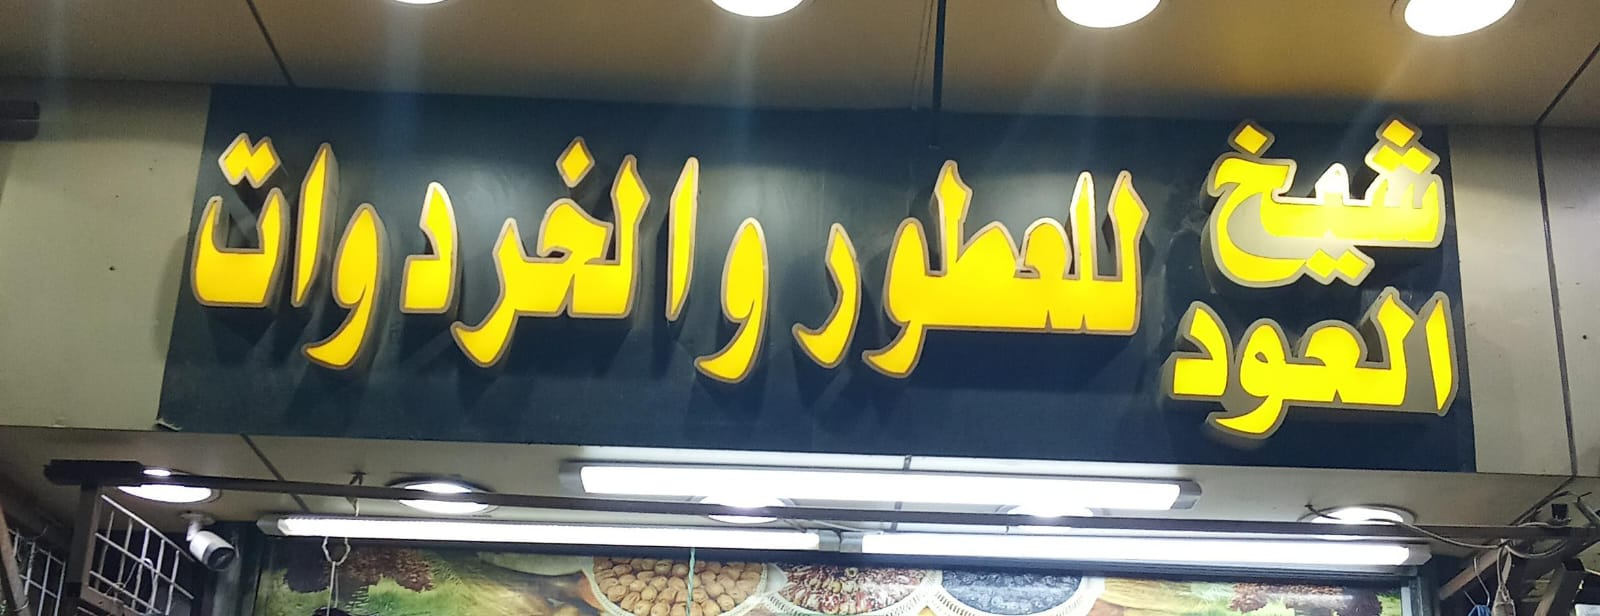 شيخ
العود
للعطور والخردوات